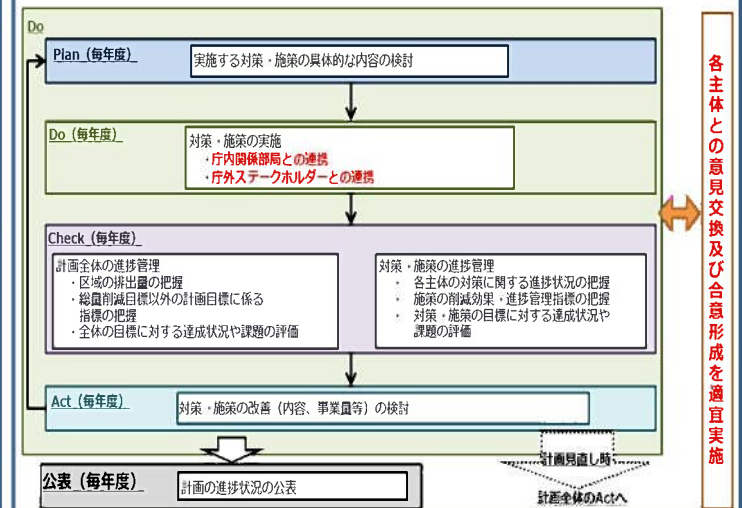 Do
Plan（毎年度）
実施する対策・施策の具体的な内容の検討
Do（毎年度）
対策・施策の実施
・庁内関係部局との連携
・庁外ステークホルダーとの連携
Check（毎年度）
計画全体の進捗管理
・区域の排出量の把握
・総量削減目標以外の計画目標に係る
指標の把握
・全体の目標に対する達成状況や課題の評価
対策・施策の進捗管理
・ 各主体の対策に関する進捗状況の把握
・ 施策の削減効果・進捗管理指標の把握
・ 対策・施策の目標に対する達成状況や
課題の評価
Act（毎年度）
対策・施策の改善（内容、事業量等）の検討
公表（毎年度）
計画の進捗状況の公表
計画見直し時
計画全体のActへ
各主体との意見交換及び合意形成を適宜実施